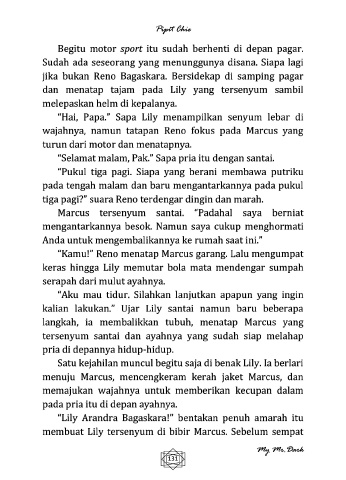 Pipit Chie
Begitu motor sport itu sudah berhenti di depan pagar.
Sudah ada seseorang yang menunggunya disana. Siapa lagi
jika bukan Reno Bagaskara. Bersidekap di samping pagar
dan menatap tajam pada Lily yang tersenyum sambil
melepaskan helm di kepalanya.
"Hai, Papa." Sapa Lily menampilkan senyum lebar di
wajahnya, namun tatapan Reno fokus pada Marcus yang
turun dari motor dan menatapnya.
"Selamat malam, Pak." Sapa pria itu dengan santai.
"Pukul tiga pagi. Siapa yang berani membawa putriku
pada tengah malam dan baru mengantarkannya pada pukul
tiga pagi?" suara Reno terdengar dingin dan marah.
Marcus tersenyum santai. "Padahal saya berniat
mengantarkannya besok. Namun saya cukup menghormati
Anda untuk mengembalikannya ke rumah saat ini."
"Kamu!" Reno menatap Marcus garang. Lalu mengumpat
keras hingga Lily memutar bola mata mendengar sumpah
serapah dari mulut ayahnya.
"Aku mau tidur. Silahkan lanjutkan apapun yang ingin
kalian lakukan." Ujar Lily santai namun baru beberapa
langkah, ia membalikkan tubuh, menatap Marcus yang
tersenyum santai dan ayahnya yang sudah siap melahap
pria di depannya hidup-hidup.
Satu kejahilan muncul begitu saja di benak Lily. Ia berlari
menuju Marcus, mencengkeram kerah jaket Marcus, dan
memajukan wajahnya untuk memberikan kecupan dalam
pada pria itu di depan ayahnya.
"Lily Arandra Bagaskara!" bentakan penuh amarah itu
membuat Lily tersenyum di bibir Marcus. Sebelum sempat
My Mr. Dark
131